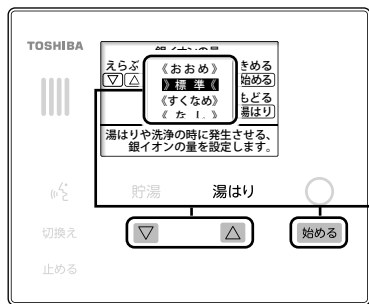 TOSHIBA
銀イオンの量
えらぶ
▽△
《おおめ》
》標準《
《すくなめ》
《なし》
きめる
始める
もどる
湯はり
湯はりや洗浄の時に発生させる、
銀イオンの量を設定します。
貯湯
湯はり
切換え
▽
△
始める
止める